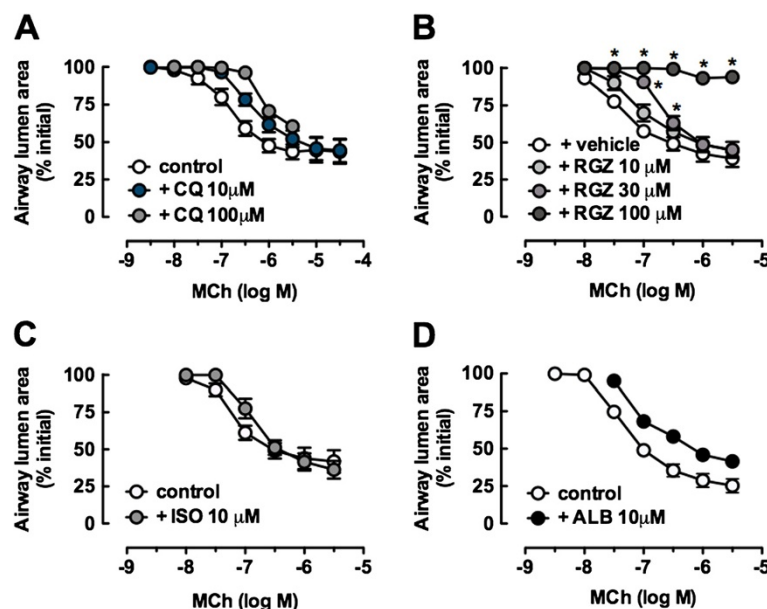 A
Airway lumen area
(% initial)
100
75
50
25
0
control
+ CQ 10μM
+ CQ 100μM
-9 -8 -7 -6 -5 -4
MCh (log M)
B
Airway lumen area
(% initial)
100
75
50
25
0
* * * * *
*
*
+ vehicle
+ RGZ 10 μM
+ RGZ 30 μM
+ RGZ 100 μM
-9 -8 -7 -6 -5
MCh (log M)
C
Airway lumen area
(% initial)
100
75
50
25
0
control
+ ISO 10 μM
-9 -8 -7 -6 -5
MCh (log M)
D
Airway lumen area
(% initial)
100
75
50
25
0
control
+ ALB 10μM
-9 -8 -7 -6 -5
MCh (log M)